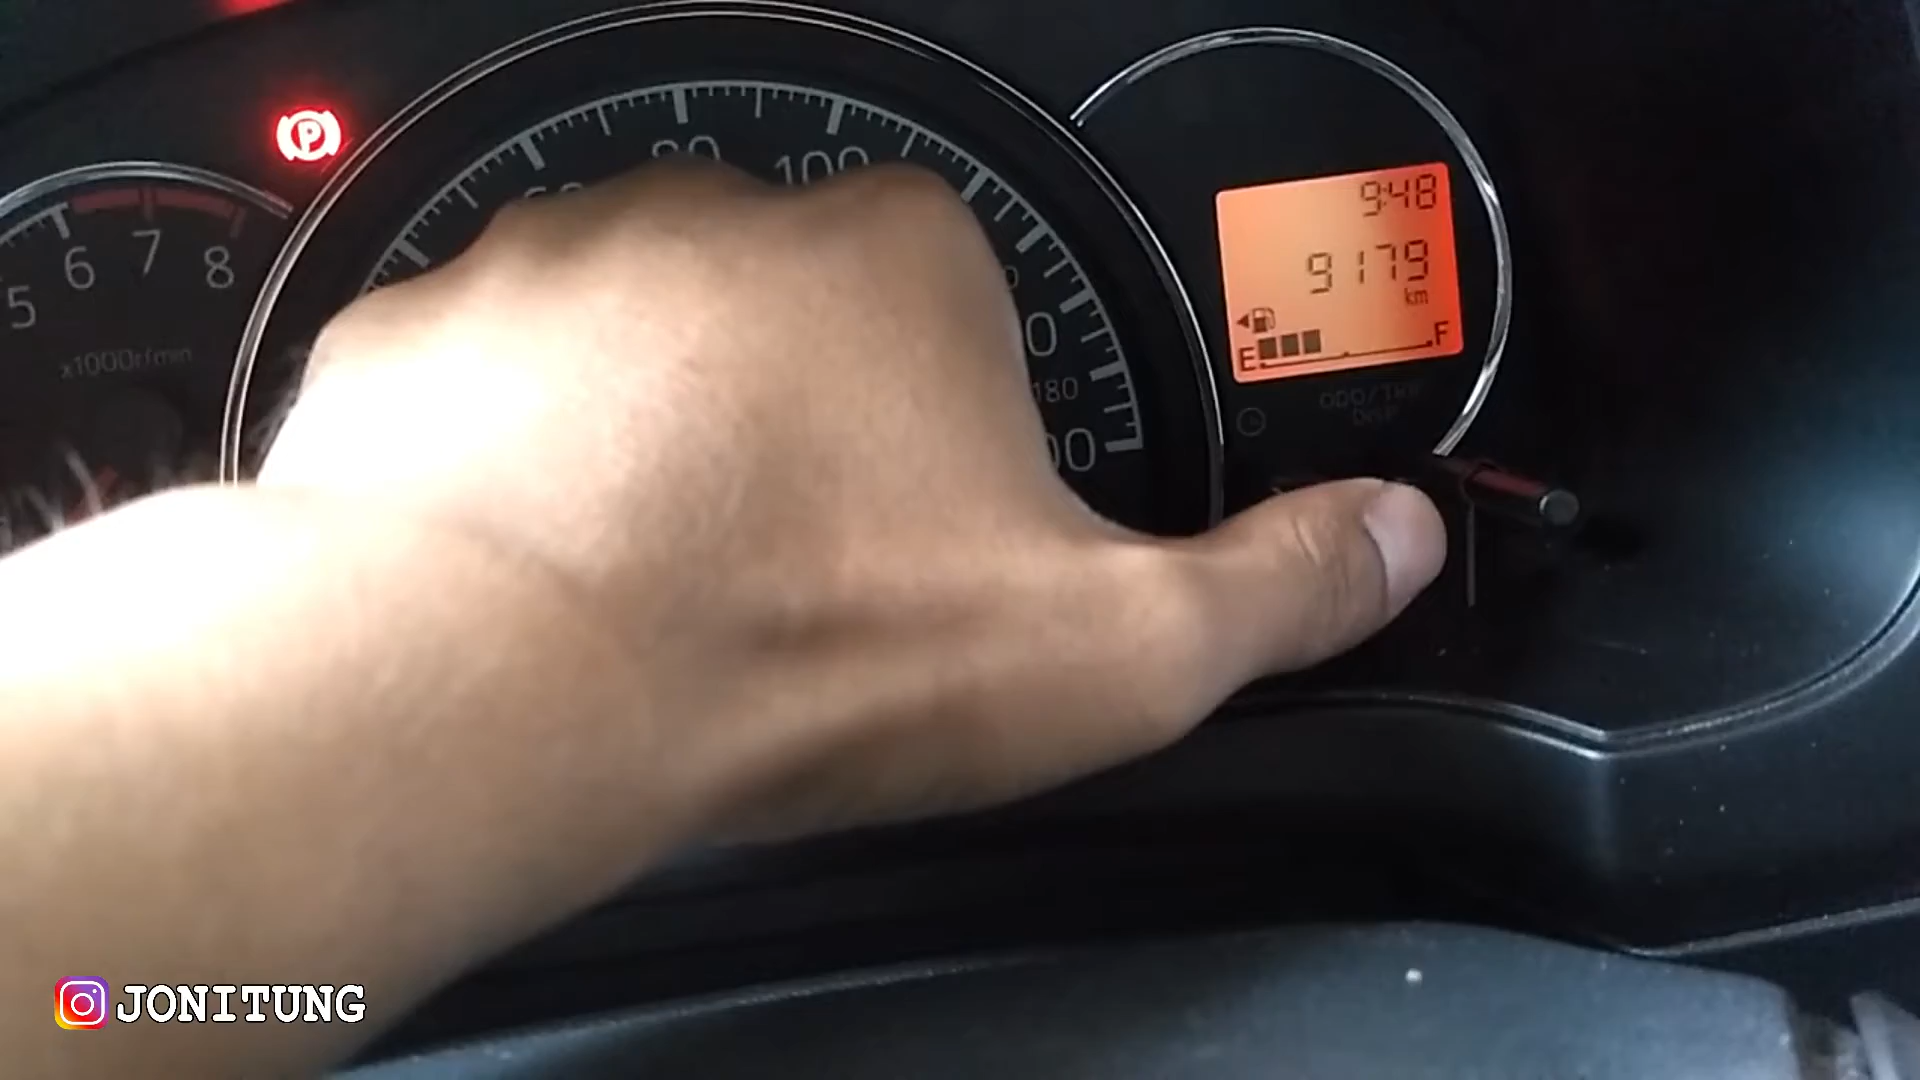 80
100
5 6 7 8
x1000r/min
180
9:48
9179
km
E F
ODO/TRIP
JONITUNG